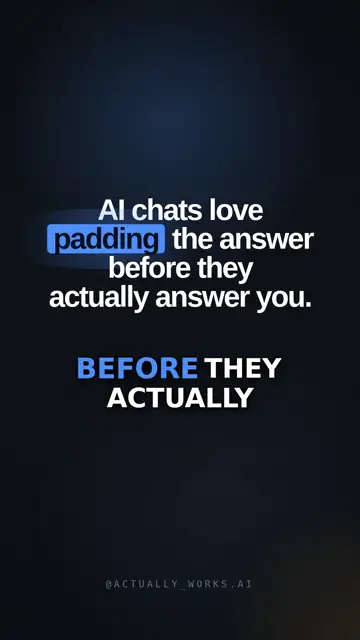 AI chats love
padding the answer
before they
actually answer you.
BEFORE THEY
ACTUALLY
@ACTUALLY_WORKS.AI